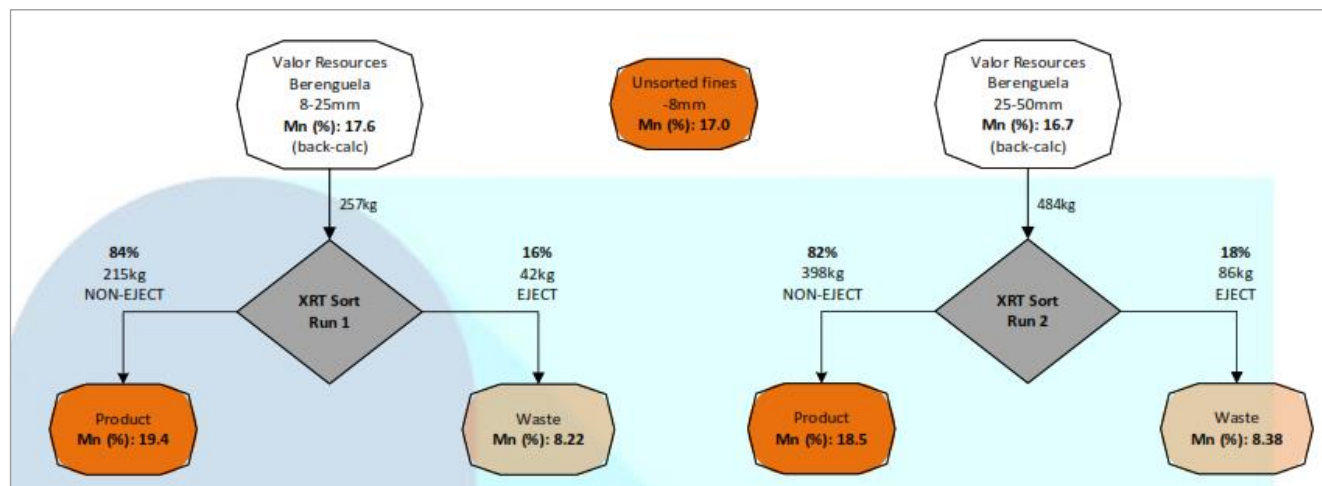 Valor Resources
Berenguela
8-25mm
Mn (%): 17.6
(back-calc)
Unsorted fines
-8mm
Mn (%): 17.0
Valor Resources
Berenguela
25-50mm
Mn (%): 16.7
(back-calc)
257kg
484kg
84%
215kg
NON-EJECT
16%
42kg
EJECT
82%
398kg
NON-EJECT
18%
86kg
EJECT
XRT Sort
Run 1
XRT Sort
Run 2
Product
Mn (%): 19.4
Waste
Mn (%): 8.22
Product
Mn (%): 18.5
Waste
Mn (%): 8.38